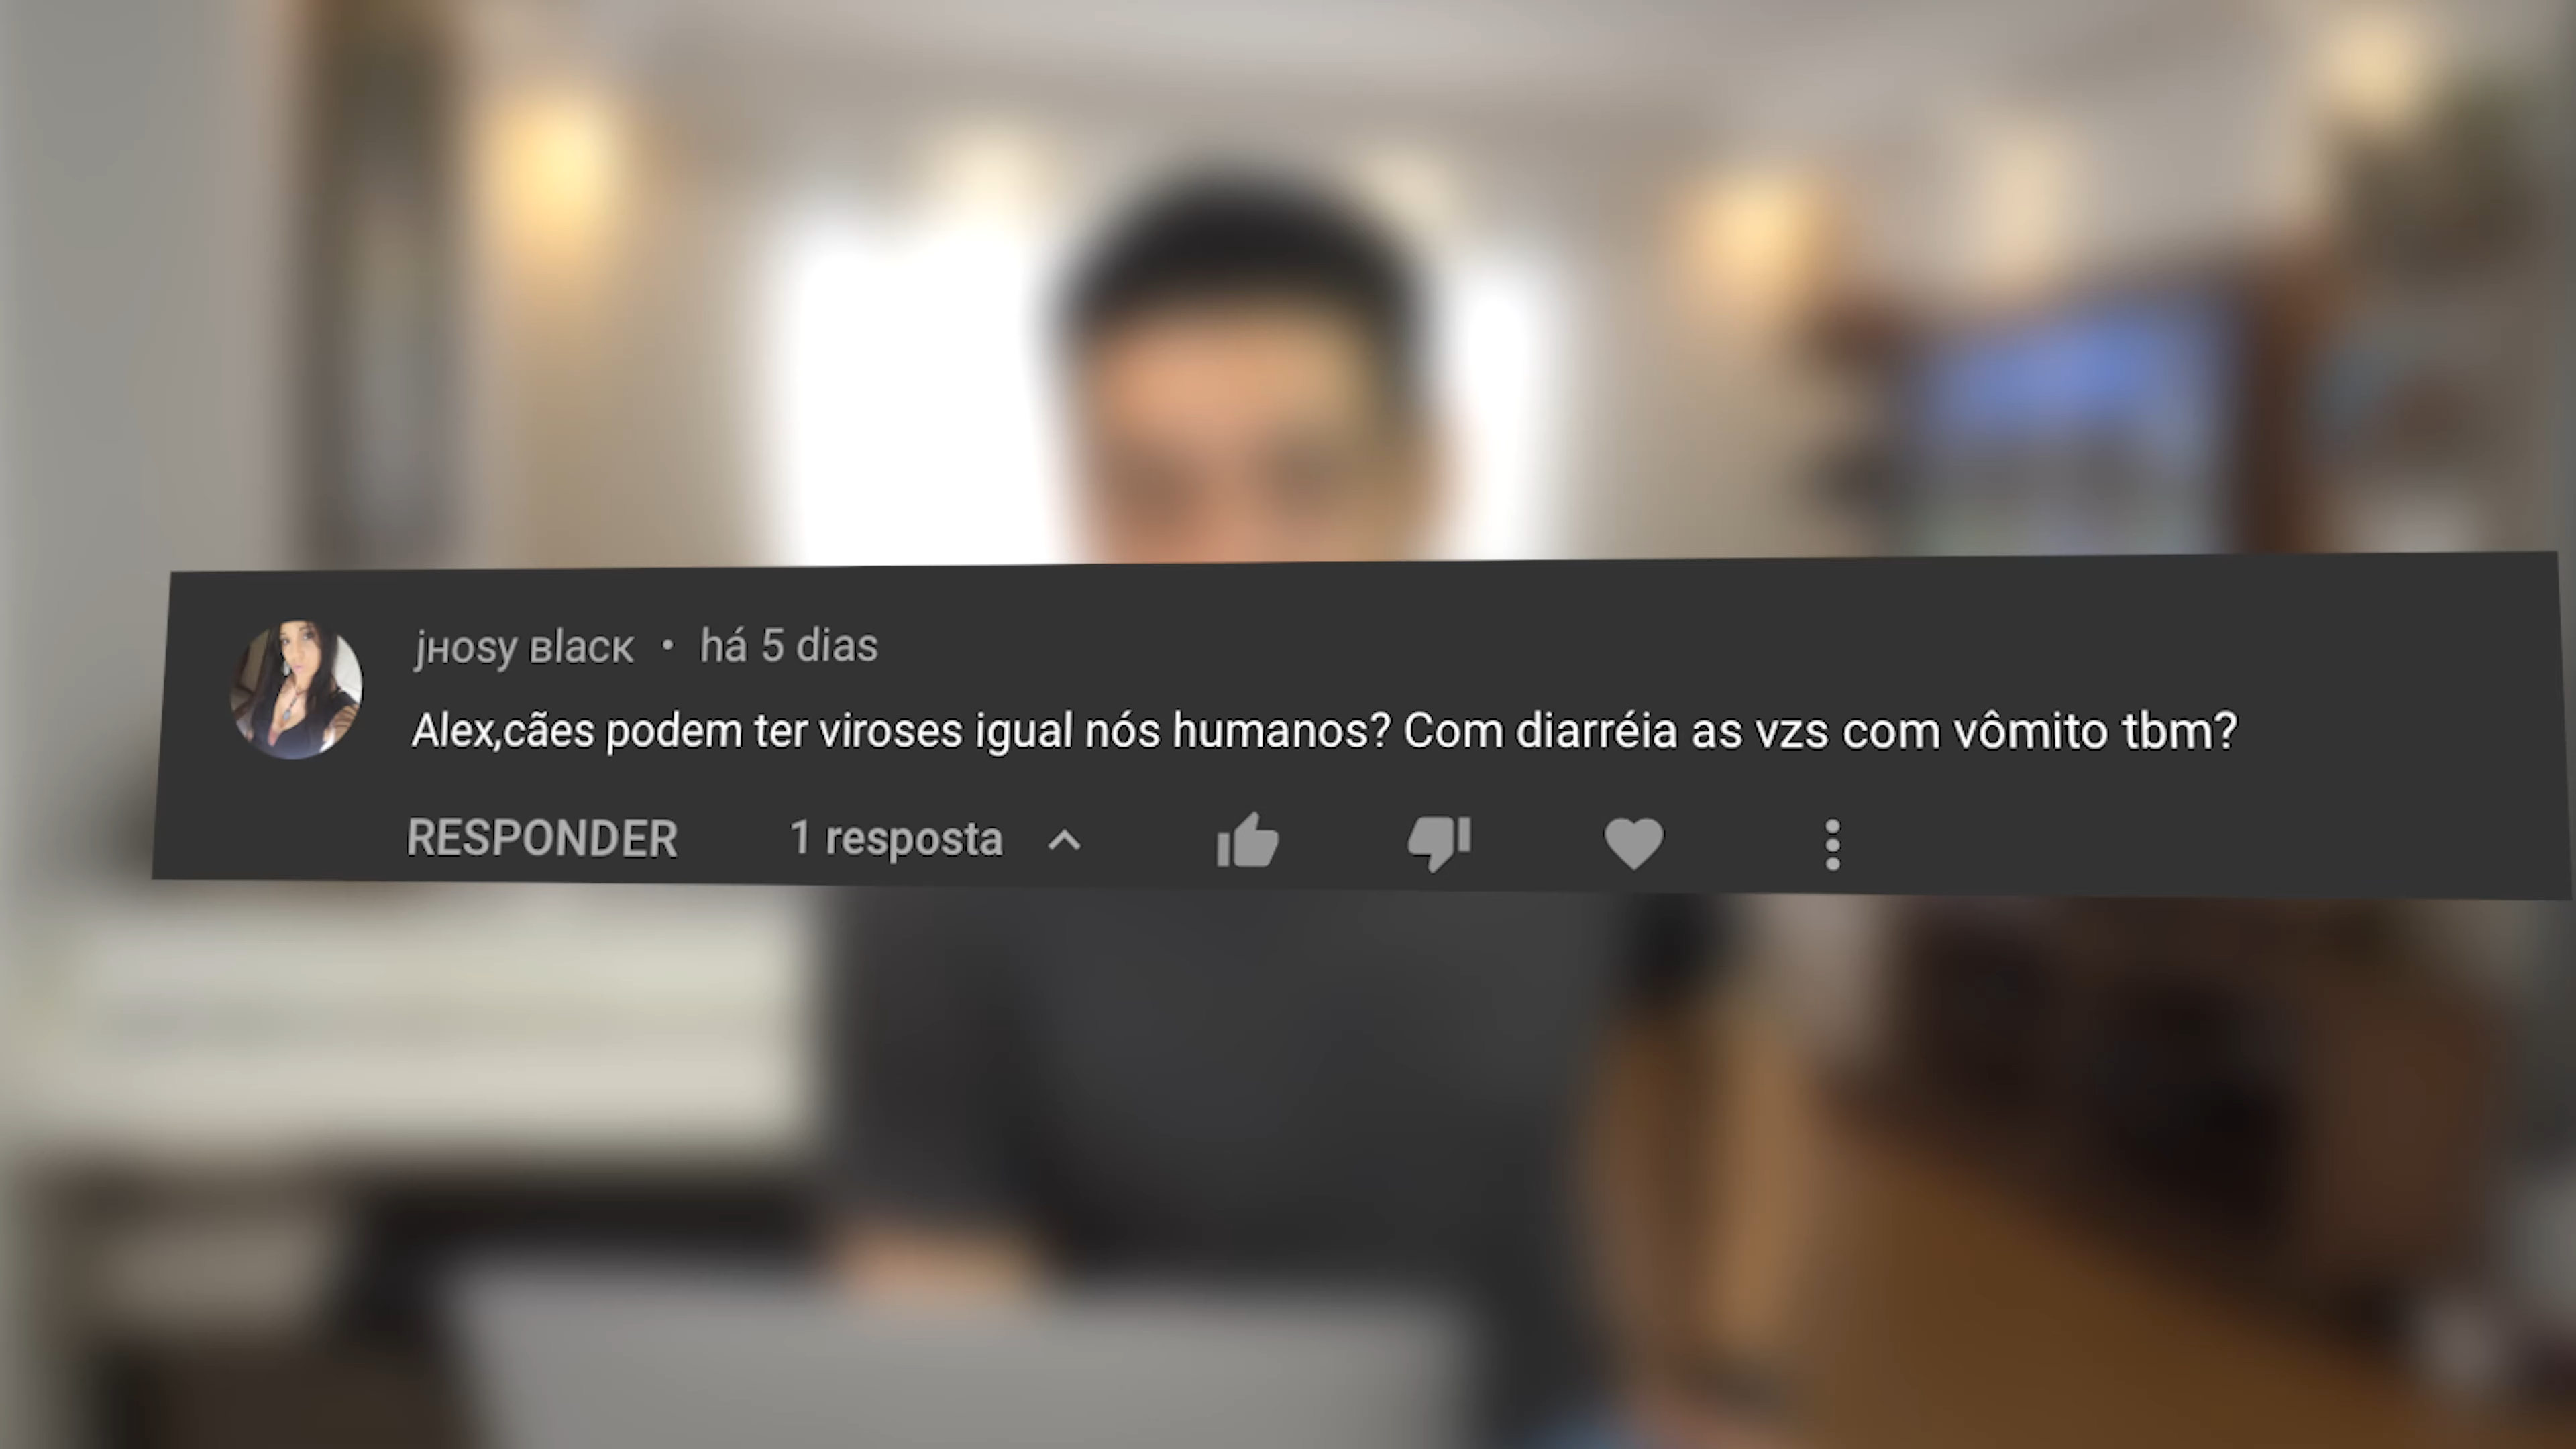 jнosy вlacĸ • há 5 dias
Alex,cães podem ter viroses igual nós humanos? Com diarréia as vzs com vômito tbm?
RESPONDER 1 resposta